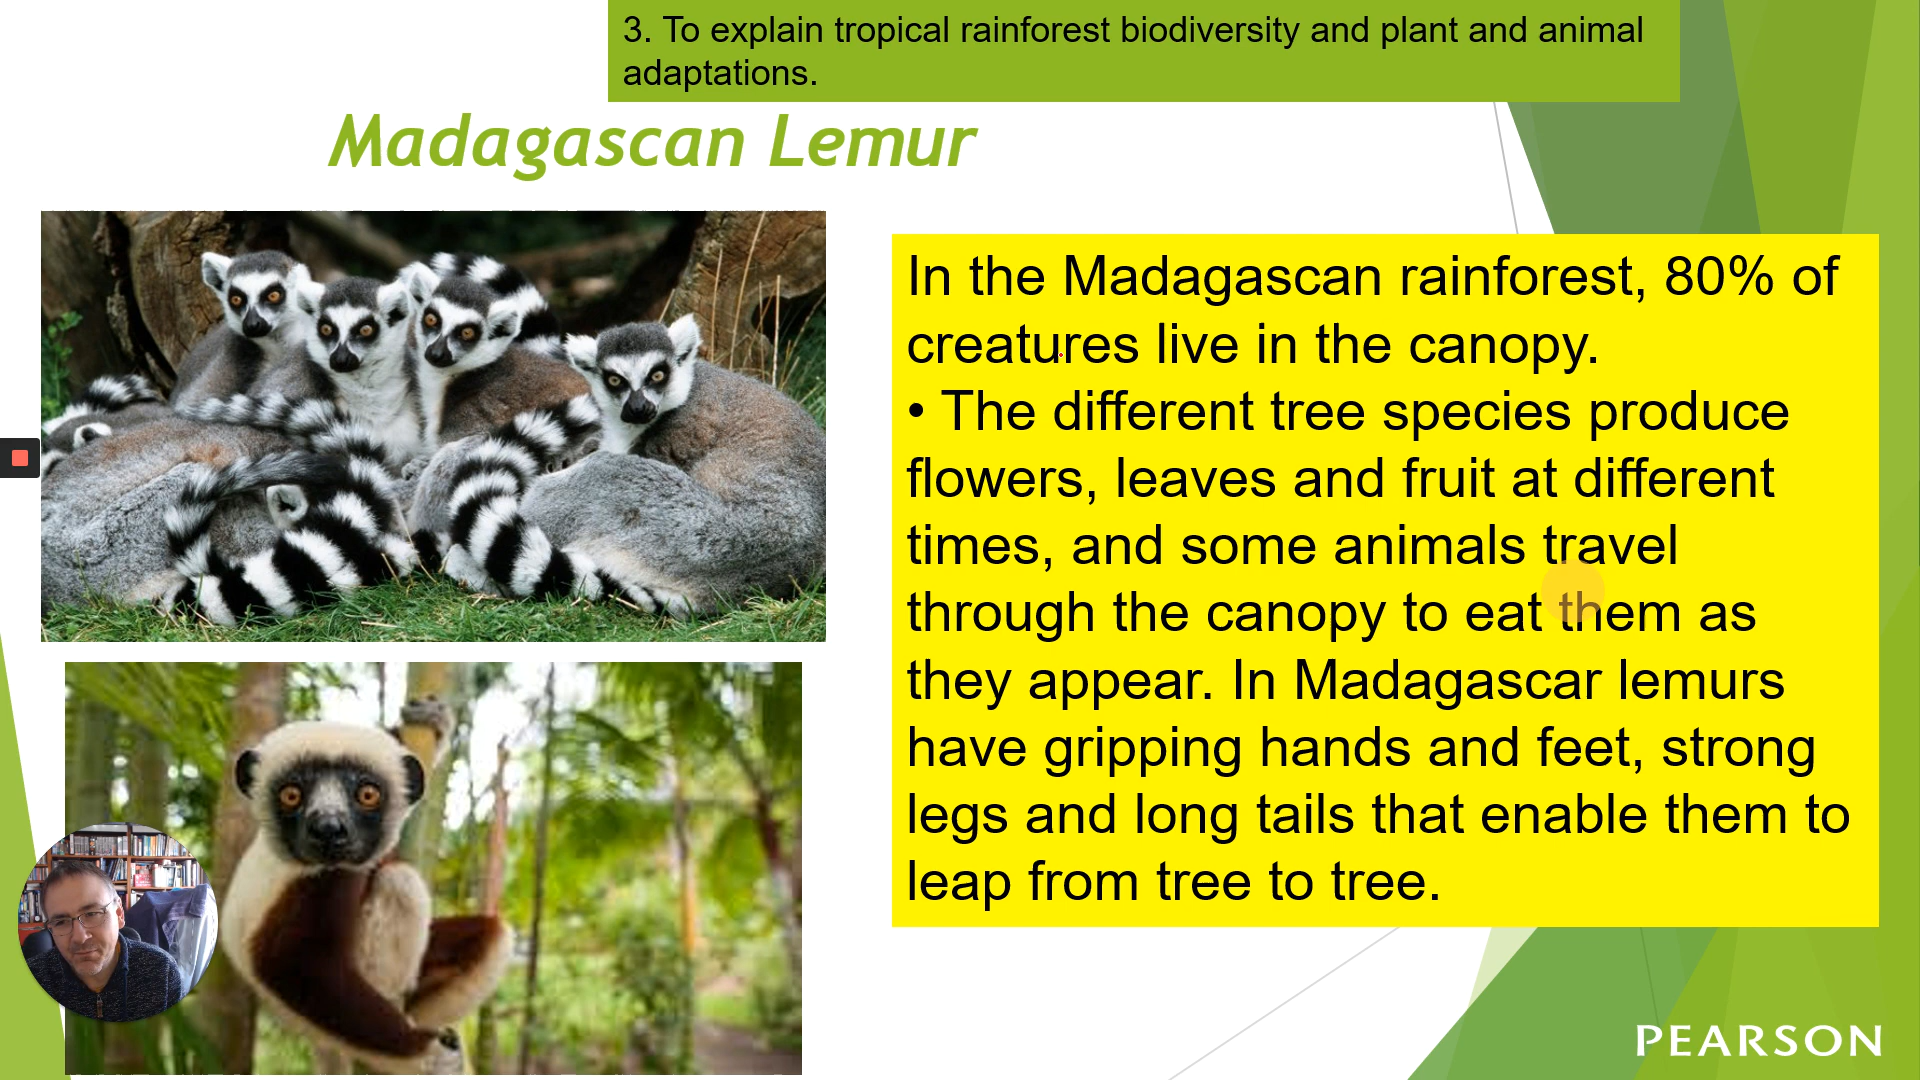 3. To explain tropical rainforest biodiversity and plant and animal
adaptations.
Madagascan Lemur
In the Madagascan rainforest, 80% of
creatures live in the canopy.
• The different tree species produce
flowers, leaves and fruit at different
times, and some animals travel
through the canopy to eat them as
they appear. In Madagascar lemurs
have gripping hands and feet, strong
legs and long tails that enable them to
leap from tree to tree.
PEARSON